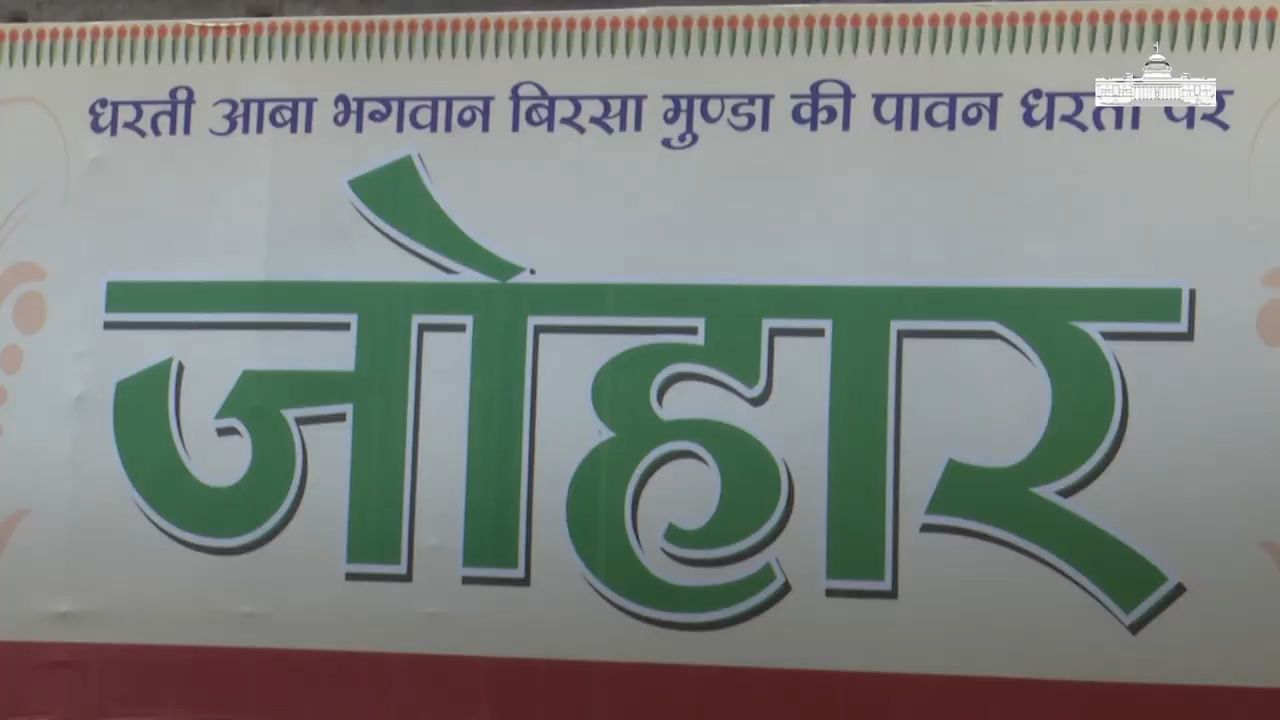 धरती आबा भगवान बिरसा मुण्डा की पावन धरती पर
जोहार